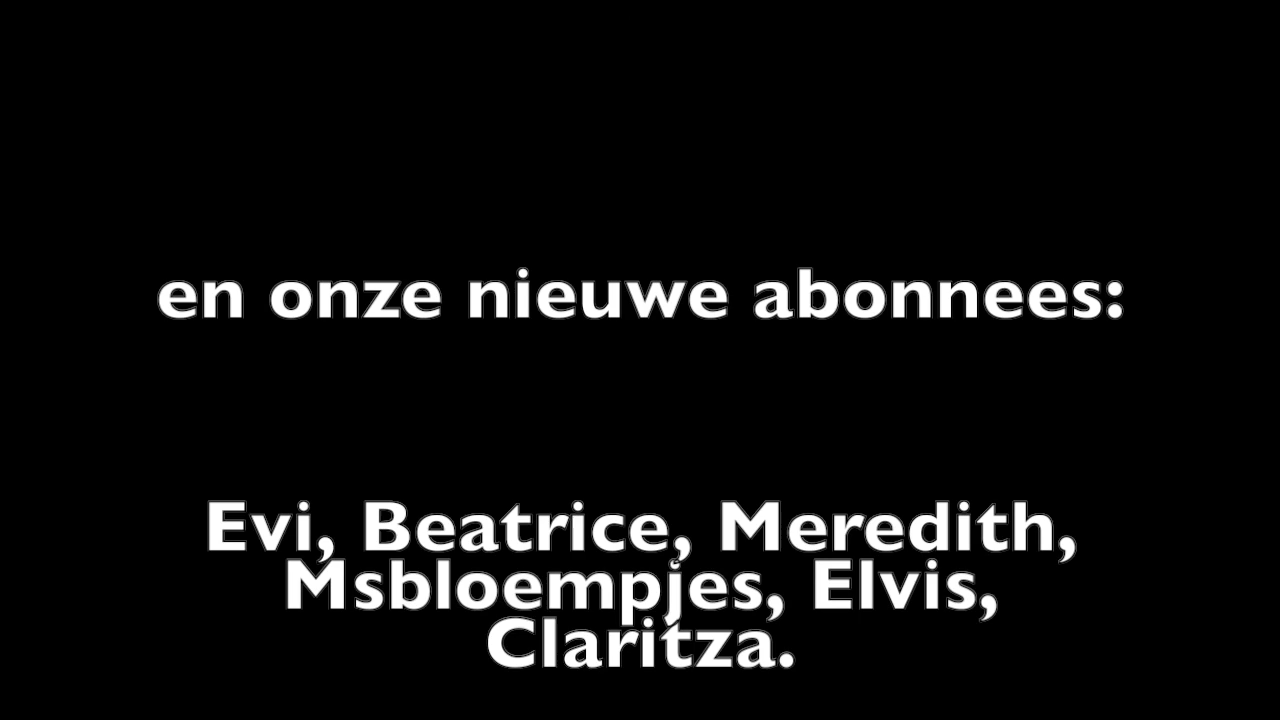 en onze nieuwe abonnees:
Evi, Beatrice, Meredith,
Msbloempjes, Elvis,
Claritza.